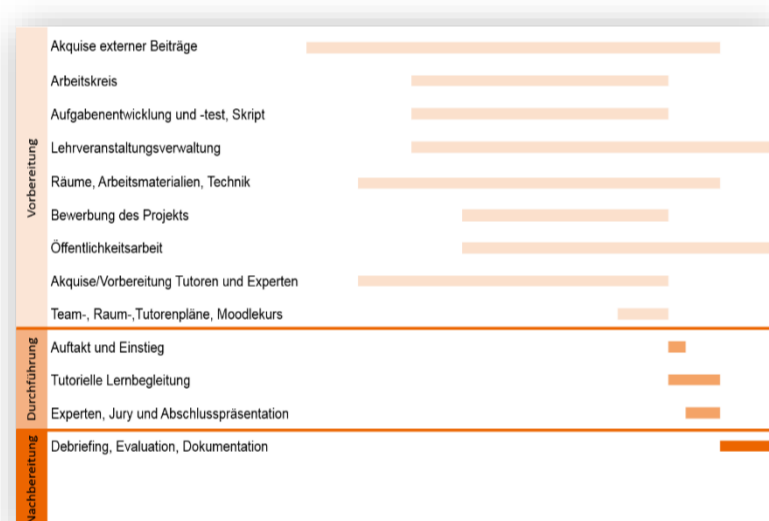 Vorbereitung
Akquise externer Beiträge
Arbeitskreis
Aufgabenentwicklung und -test, Skript
Lehrveranstaltungsverwaltung
Räume, Arbeitsmaterialien, Technik
Bewerbung des Projekts
Öffentlichkeitsarbeit
Akquise/Vorbereitung Tutoren und Experten
Team-, Raum-,Tutorenpläne, Moodlekurs
Durchführung
Auftakt und Einstieg
Tutorielle Lernbegleitung
Experten, Jury und Abschlusspräsentation
Nachbereitung
Debriefing, Evaluation, Dokumentation